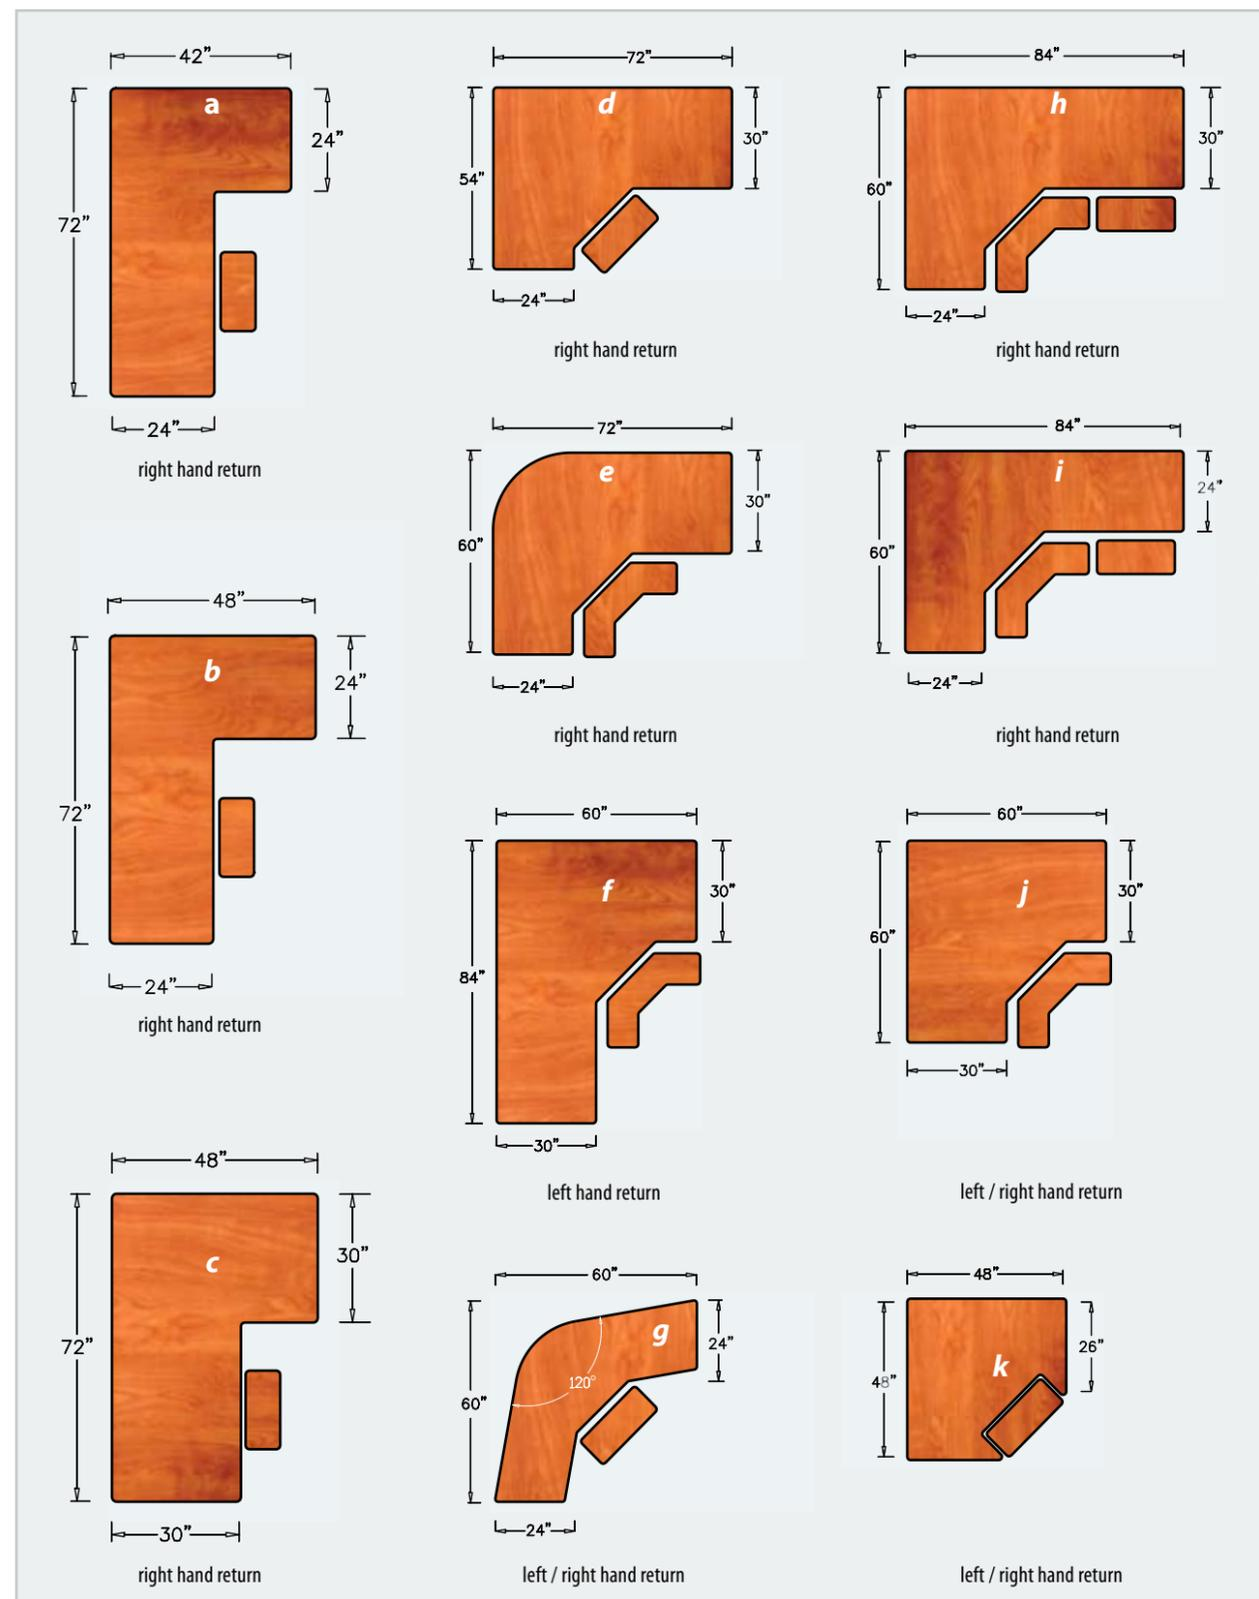 42”
a
24”
72”
24”
right hand return
48”
b
24”
72”
24”
right hand return
48”
c
30”
72”
30”
right hand return
72”
d
30”
54”
24”
right hand return
72”
e
30”
60”
24”
right hand return
60”
f
30”
84”
30”
left hand return
60”
g
24”
120°
60”
24”
left / right hand return
84”
h
30”
60”
24”
right hand return
84”
i
24”
60”
24”
right hand return
60”
j
30”
60”
30”
left / right hand return
48”
26”
k
48”
left / right hand return